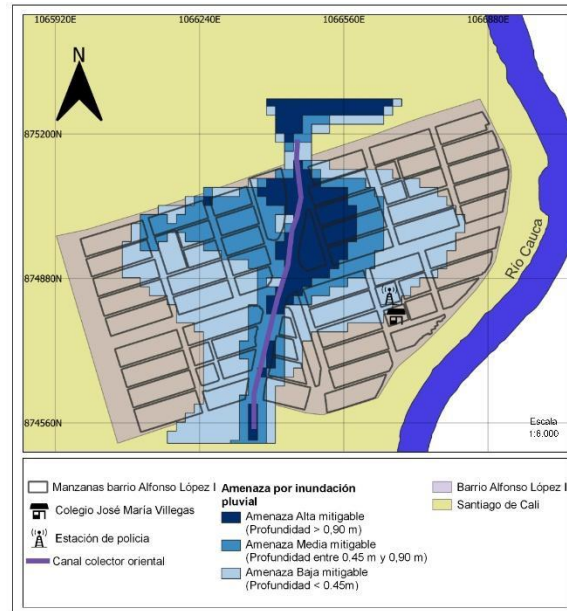 1065920E 1066240E 1066560E 1066880E
N
875200N
874880N
874560N
Río Cauca
Escala
1:6.000
Manzanas barrio Alfonso López I
Colegio José María Villegas
Estación de policia
Canal colector oriental
Amenaza por inundación
pluvial
Amenaza Alta mitigable
(Profundidad > 0,90 m)
Amenaza Media mitigable
(Profundidad entre 0.45 m y 0,90 m)
Amenaza Baja mitigable
(Profundidad < 0.45m)
Barrio Alfonso López I
Santiago de Cali